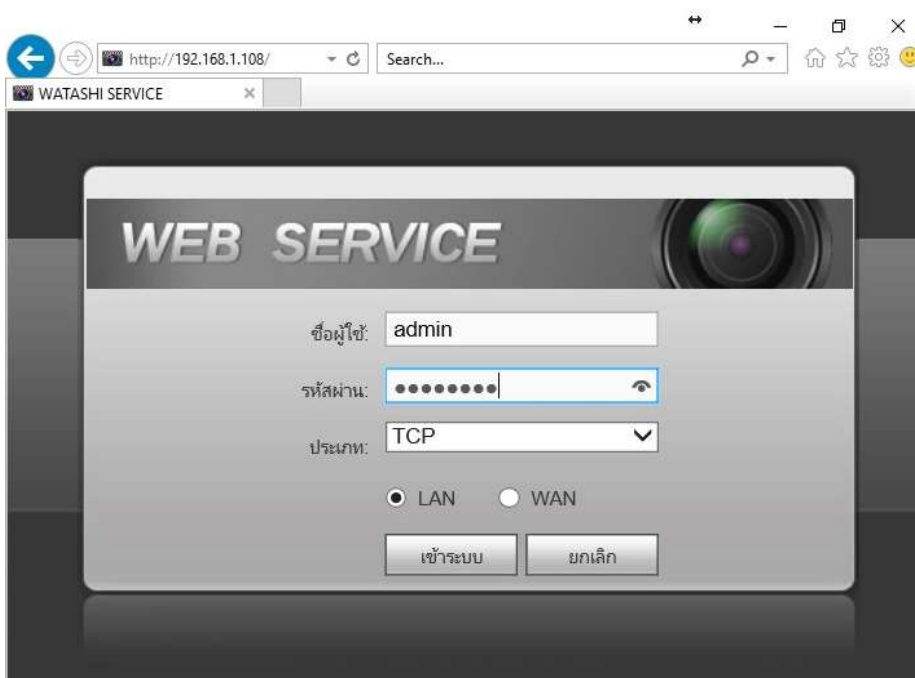 http://192.168.1.108/ Search...
WATASHI SERVICE
WEB SERVICE
ชื่อผู้ใช้: admin
รหัสผ่าน: ●●●●●●●●
ประเภท: TCP
LAN WAN
เข้าระบบ ยกเลิก